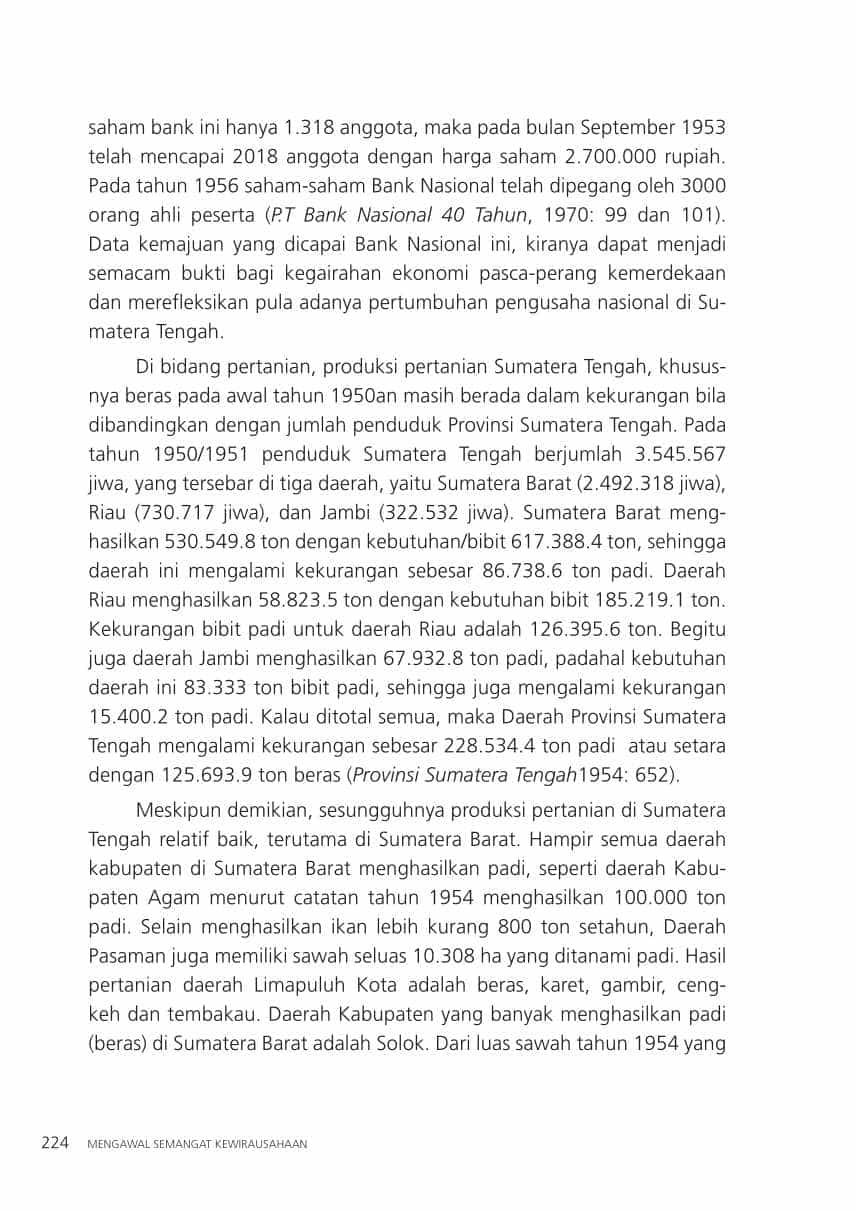 saham bank ini hanya 1.318 anggota, maka pada bulan September 1953
telah mencapai 2018 anggota dengan harga saham 2.700.000 rupiah.
Pada tahun 1956 saham-saham Bank Nasional telah dipegang oleh 3000
orang ahli peserta (P.T Bank Nasional 40 Tahun, 1970: 99 dan 101).
Data kemajuan yang dicapai Bank Nasional ini, kiranya dapat menjadi
semacam bukti bagi kegairahan ekonomi pasca-perang kemerdekaan
dan merefleksikan pula adanya pertumbuhan pengusaha nasional di Su-
matera Tengah.
Di bidang pertanian, produksi pertanian Sumatera Tengah, khusus-
nya beras pada awal tahun 1950an masih berada dalam kekurangan bila
dibandingkan dengan jumlah penduduk Provinsi Sumatera Tengah. Pada
tahun 1950/1951 penduduk Sumatera Tengah berjumlah 3.545.567
jiwa, yang tersebar di tiga daerah, yaitu Sumatera Barat (2.492.318 jiwa),
Riau (730.717 jiwa), dan Jambi (322.532 jiwa). Sumatera Barat meng-
hasilkan 530.549.8 ton dengan kebutuhan/bibit 617.388.4 ton, sehingga
daerah ini mengalami kekurangan sebesar 86.738.6 ton padi. Daerah
Riau menghasilkan 58.823.5 ton dengan kebutuhan bibit 185.219.1 ton.
Kekurangan bibit padi untuk daerah Riau adalah 126.395.6 ton. Begitu
juga daerah Jambi menghasilkan 67.932.8 ton padi, padahal kebutuhan
daerah ini 83.333 ton bibit padi, sehingga juga mengalami kekurangan
15.400.2 ton padi. Kalau ditotal semua, maka Daerah Provinsi Sumatera
Tengah mengalami kekurangan sebesar 228.534.4 ton padi  atau setara
dengan 125.693.9 ton beras (Provinsi Sumatera Tengah1954: 652).
Meskipun demikian, sesungguhnya produksi pertanian di Sumatera
Tengah relatif baik, terutama di Sumatera Barat. Hampir semua daerah
kabupaten di Sumatera Barat menghasilkan padi, seperti daerah Kabu-
paten Agam menurut catatan tahun 1954 menghasilkan 100.000 ton
padi. Selain menghasilkan ikan lebih kurang 800 ton setahun, Daerah
Pasaman juga memiliki sawah seluas 10.308 ha yang ditanami padi. Hasil
pertanian daerah Limapuluh Kota adalah beras, karet, gambir, ceng-
keh dan tembakau. Daerah Kabupaten yang banyak menghasilkan padi
(beras) di Sumatera Barat adalah Solok. Dari luas sawah tahun 1954 yang
224 MENGAWAL SEMANGAT KEWIRAUSAHAAN